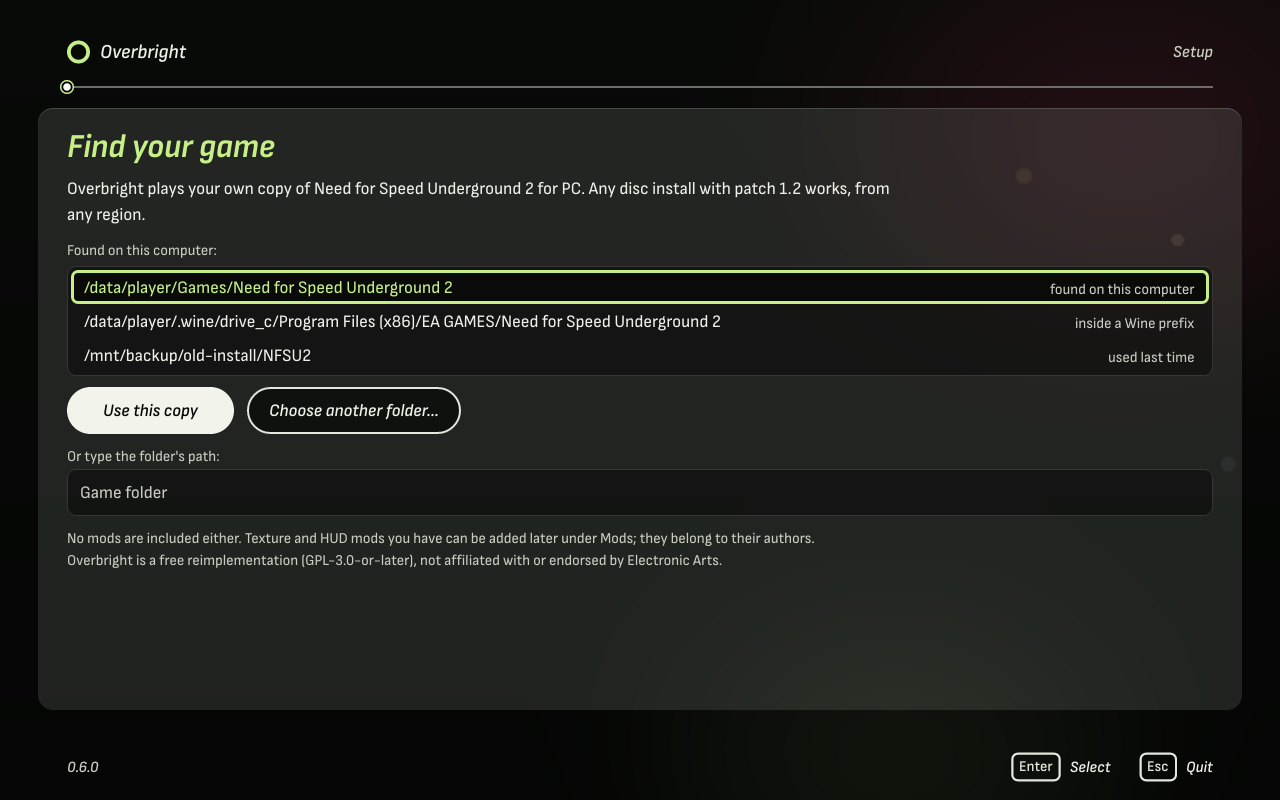 Overbright
Setup
Find your game
Overbright plays your own copy of Need for Speed Underground 2 for PC. Any disc install with patch 1.2 works, from
any region.
Found on this computer:
/data/player/Games/Need for Speed Underground 2
found on this computer
/data/player/.wine/drive_c/Program Files (x86)/EA GAMES/Need for Speed Underground 2
inside a Wine prefix
/mnt/backup/old-install/NFSU2
used last time
Use this copy
Choose another folder...
Or type the folder's path:
Game folder
No mods are included either. Texture and HUD mods you have can be added later under Mods; they belong to their authors.
Overbright is a free reimplementation (GPL-3.0-or-later), not affiliated with or endorsed by Electronic Arts.
0.6.0
Enter Select
Esc Quit